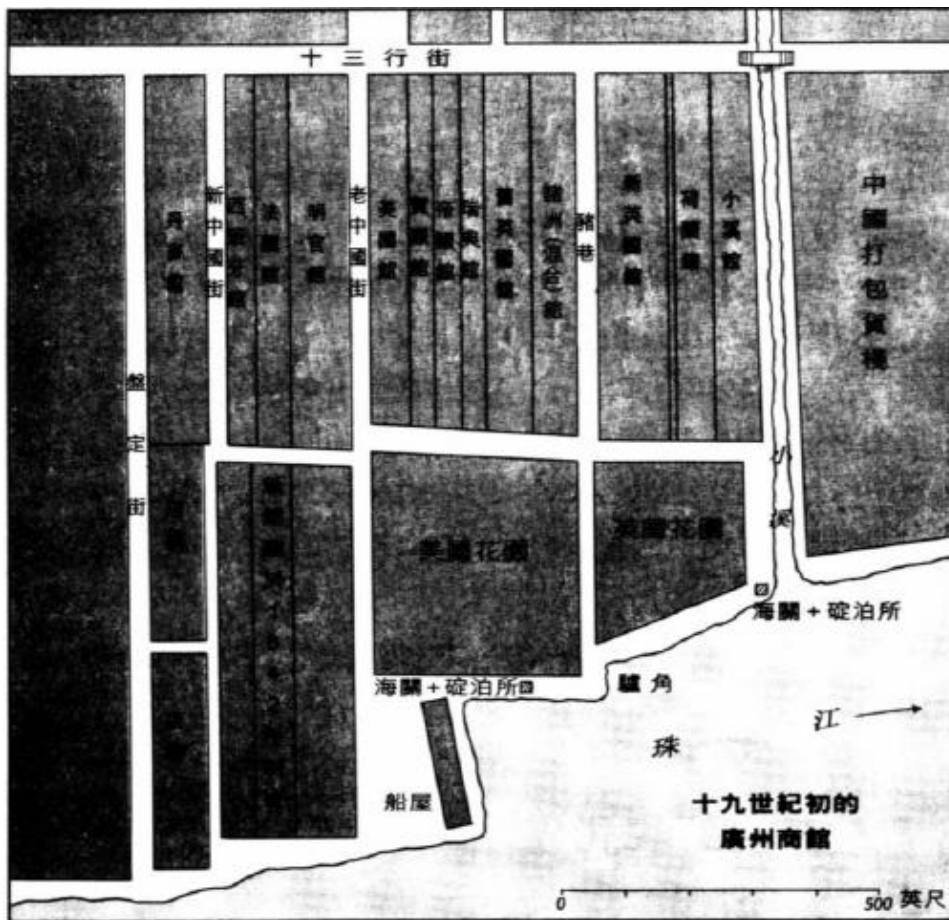 十三行街
丹麥館
新中國街
西班牙館
法國館
明官館
老中國街
美國館
寶順館
帝國館
瑞典館
舊英國館
豬巷
新英國館
荷蘭館
小溪館
中國打包貨棧
盤定街
小溪
美國花園
英國花園
海關+碇泊所
海關+碇泊所
驢角
珠江
船屋
十九世紀初的
廣州商館
0 500 英尺